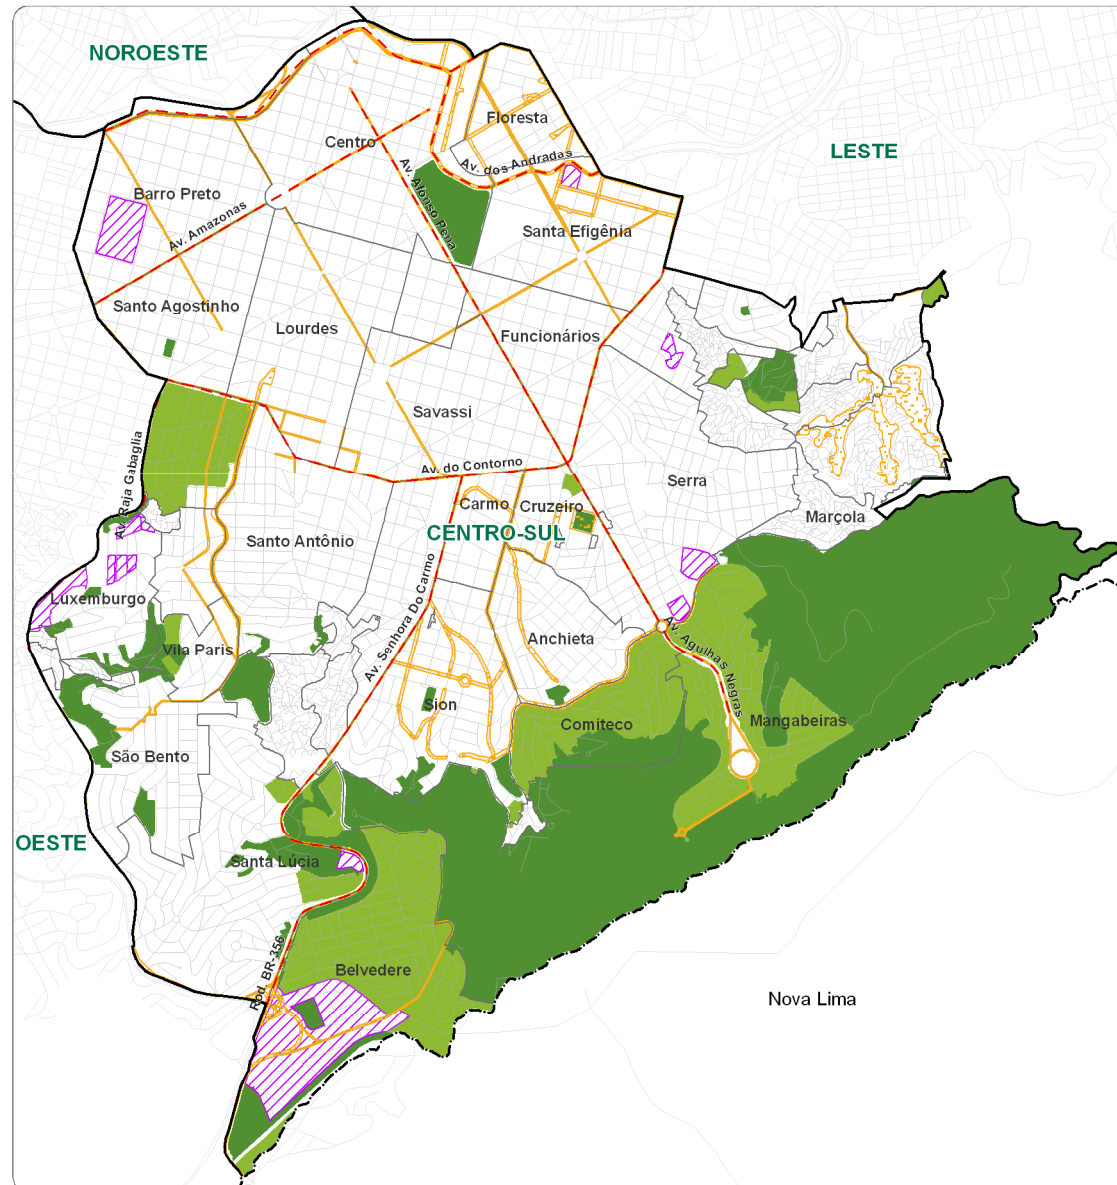 NOROESTE
Floresta
Centro
LESTE
Av. dos Andradas
Barro Preto
Av. Afonso Pena
Av. Amazonas
Santa Efigênia
Santo Agostinho
Lourdes
Funcionários
Savassi
Av. do Contorno
Av. Raja Gabaglia
Serra
Carmo
Cruzeiro
Marçola
CENTRO-SUL
Santo Antônio
Luxemburgo
Av. Senhora Do Carmo
Anchieta
Av. Agulhas Negras
Vila Paris
Sion
Comiteco
Mangabeiras
São Bento
OESTE
Santa Lúcia
Rod. BR-356
Belvedere
Nova Lima